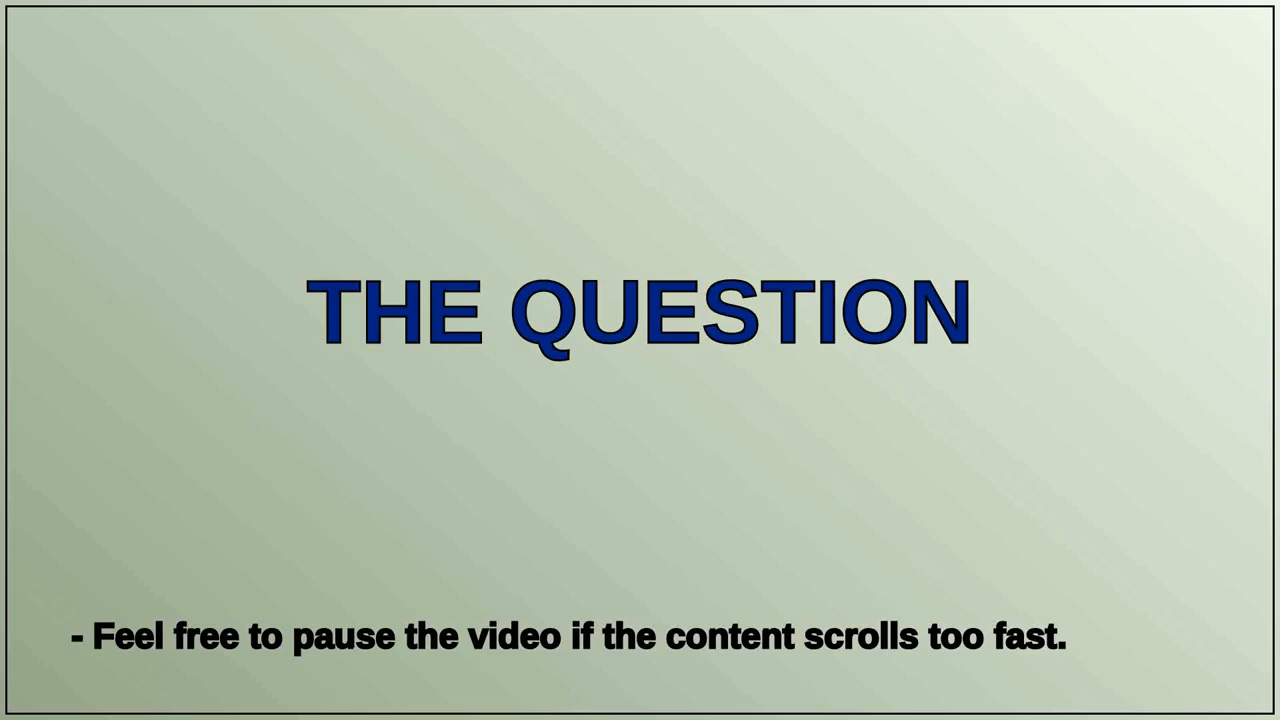 THE QUESTION
- Feel free to pause the video if the content scrolls too fast.